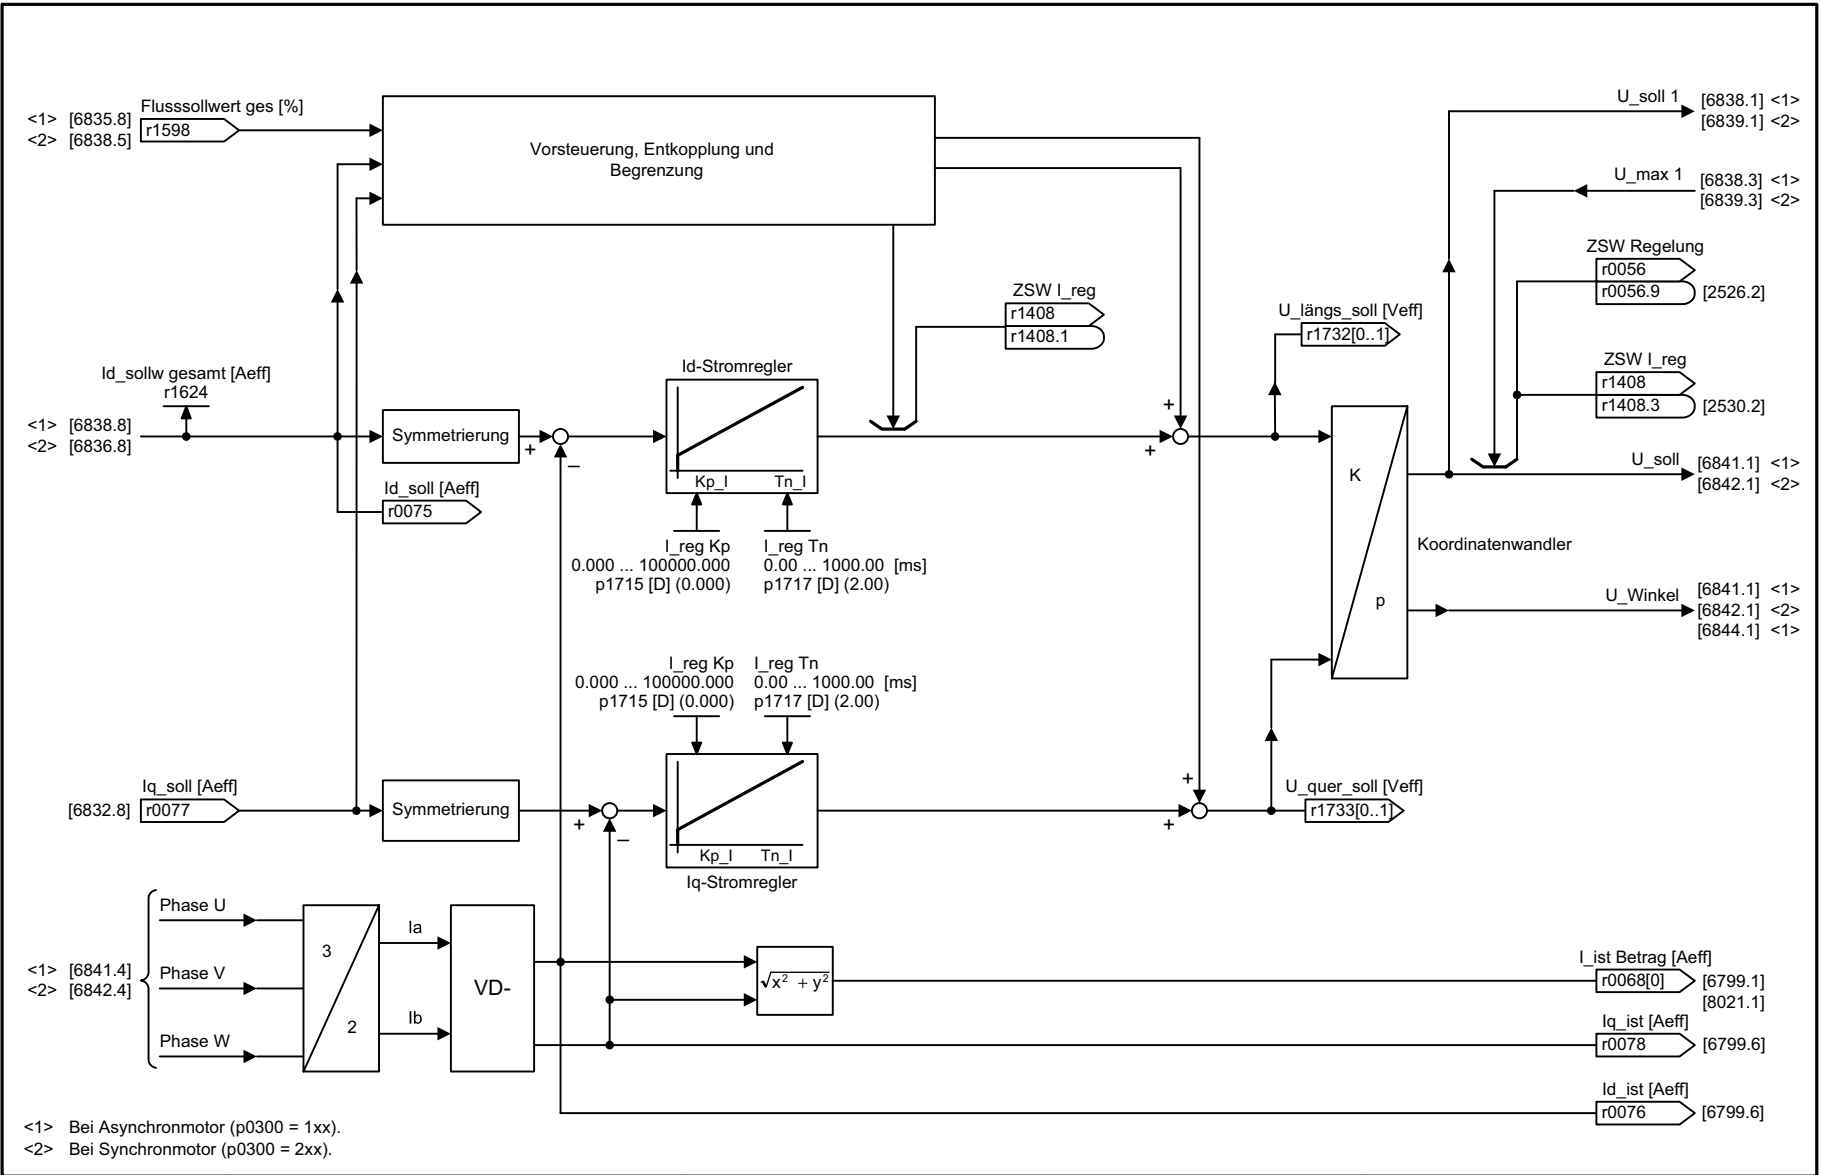 Flusssollwert ges [%]
<1> [6835.8]
<2> [6838.5]
r1598
Vorsteuerung, Entkopplung und
Begrenzung
U_soll 1
[6838.1] <1>
[6839.1] <2>
U_max 1
[6838.3] <1>
[6839.3] <2>
ZSW Regelung
r0056
r0056.9
[2526.2]
ZSW I_reg
r1408
r1408.1
U_längs_soll [Veff]
r1732[0..1]
ZSW I_reg
r1408
r1408.3
[2530.2]
Id_sollw gesamt [Aeff]
r1624
<1> [6838.8]
<2> [6836.8]
Symmetrierung
+
–
Id-Stromregler
Kp_I Tn_I
+
+
Id_soll [Aeff]
r0075
I_reg Kp
0.000 ... 100000.000
p1715 [D] (0.000)
I_reg Tn
0.00 ... 1000.00 [ms]
p1717 [D] (2.00)
K
p
Koordinatenwandler
U_soll
[6841.1] <1>
[6842.1] <2>
U_Winkel
[6841.1] <1>
[6842.1] <2>
[6844.1] <1>
I_reg Kp
0.000 ... 100000.000
p1715 [D] (0.000)
I_reg Tn
0.00 ... 1000.00 [ms]
p1717 [D] (2.00)
Iq_soll [Aeff]
[6832.8]
r0077
Symmetrierung
+
–
Kp_I Tn_I
Iq-Stromregler
+
+
U_quer_soll [Veff]
r1733[0..1]
<1> [6841.4]
<2> [6842.4]
Phase U
Phase V
Phase W
3
2
Ia
Ib
VD-
√x² + y²
I_ist Betrag [Aeff]
r0068[0]
[6799.1]
[8021.1]
Iq_ist [Aeff]
r0078
[6799.6]
Id_ist [Aeff]
r0076
[6799.6]
<1> Bei Asynchronmotor (p0300 = 1xx).
<2> Bei Synchronmotor (p0300 = 2xx).